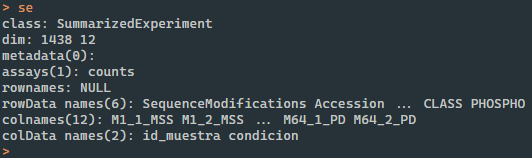 > se
class: SummarizedExperiment
dim: 1438 12
metadata(0):
assays(1): counts
rownames: NULL
rowData names(6): SequenceModifications Accession ... CLASS PHOSPHO
colnames(12): M1_1_MSS M1_2_MSS ... M64_1_PD M64_2_PD
colData names(2): id_muestra condicion
>